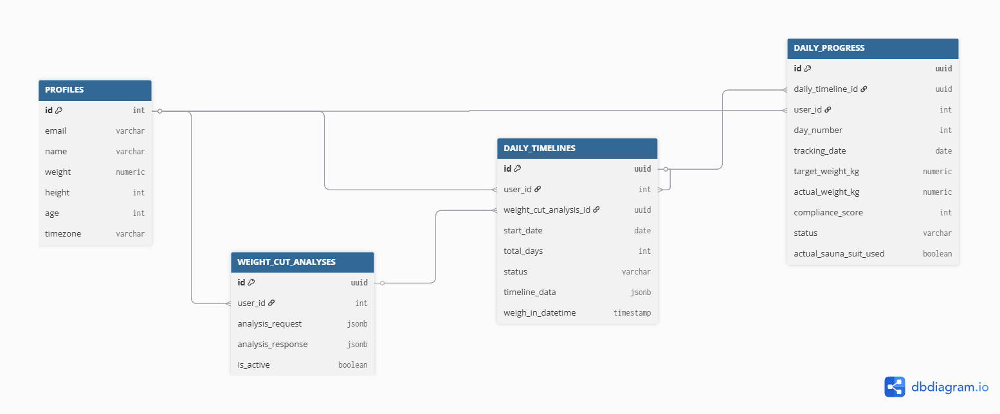 PROFILES
id int
email varchar
name varchar
weight numeric
height int
age int
timezone varchar
WEIGHT_CUT_ANALYSES
id uuid
user_id int
analysis_request jsonb
analysis_response jsonb
is_active boolean
DAILY_TIMELINES
id uuid
user_id int
weight_cut_analysis_id uuid
start_date date
total_days int
status varchar
timeline_data jsonb
weigh_in_datetime timestamp
DAILY_PROGRESS
id uuid
daily_timeline_id uuid
user_id int
day_number int
tracking_date date
target_weight_kg numeric
actual_weight_kg numeric
compliance_score int
status varchar
actual_sauna_suit_used boolean
dbdiagram.io